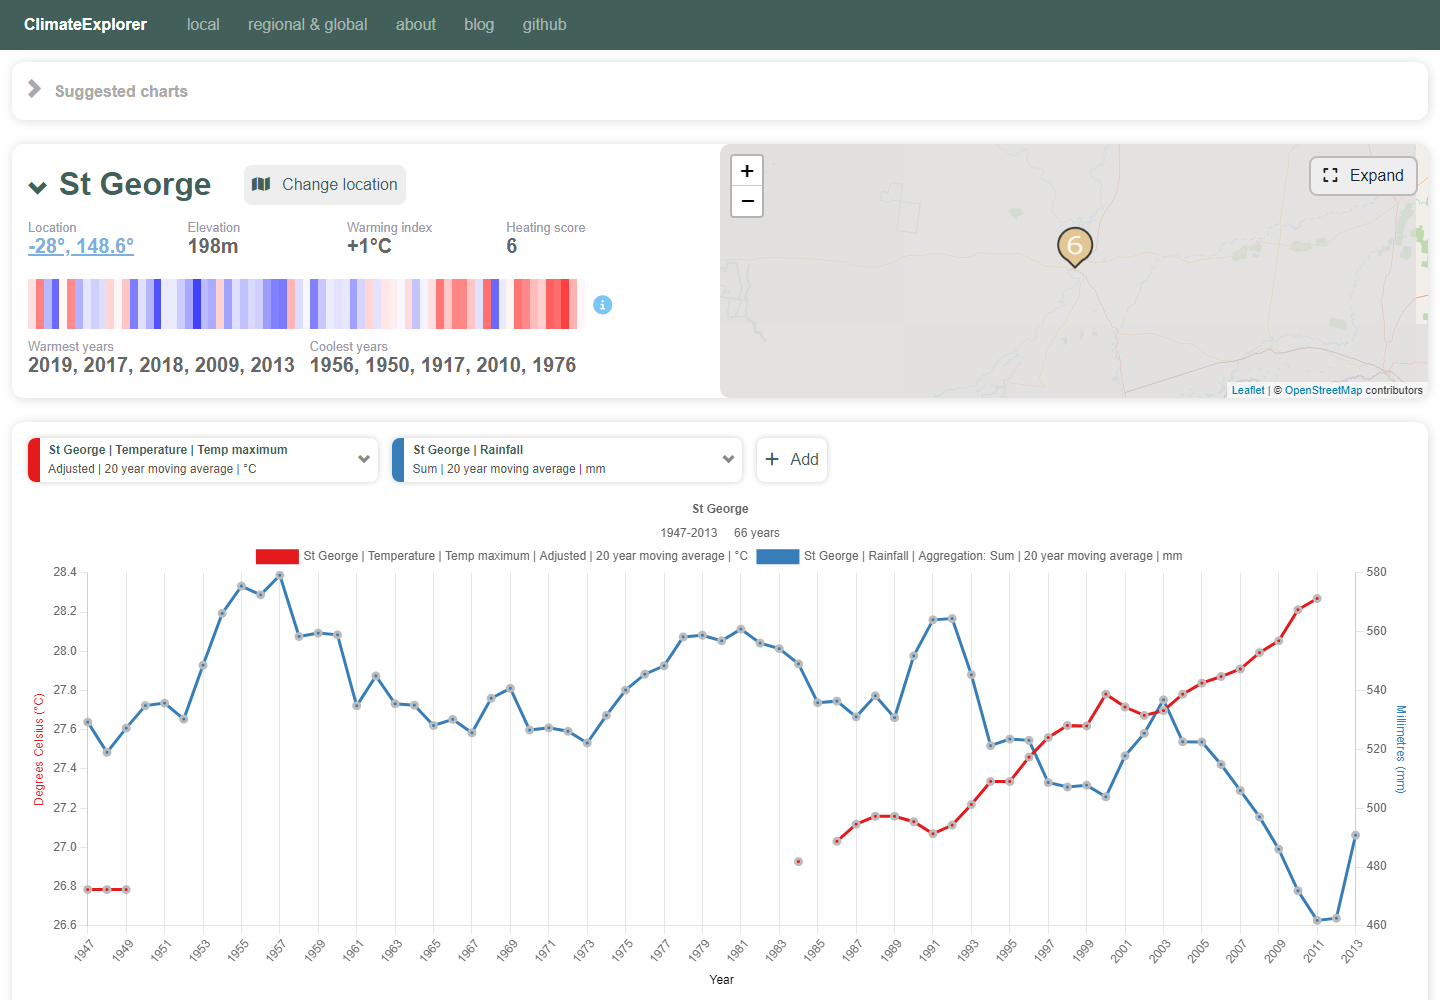 ClimateExplorer local regional & global about blog github
Suggested charts
St George Change location
Location Elevation Warming index Heating score
-28°, 148.6° 198m +1°C 6
Warmest years Coolest years
2019, 2017, 2018, 2009, 2013 1956, 1950, 1917, 2010, 1976
+
−
Expand
6
Leaflet | © OpenStreetMap contributors
St George | Temperature | Temp maximum
Adjusted | 20 year moving average | °C
St George | Rainfall
Sum | 20 year moving average | mm
+ Add
St George
1947-2013 66 years
St George | Temperature | Temp maximum | Adjusted | 20 year moving average | °C St George | Rainfall | Aggregation: Sum | 20 year moving average | mm
Degrees Celsius (°C)
28.4
28.2
28.0
27.8
27.6
27.4
27.2
27.0
26.8
26.6
580
560
540
520
500
480
460
Millimetres (mm)
1947 1949 1951 1953 1955 1957 1959 1961 1963 1965 1967 1969 1971 1973 1975 1977 1979 1981 1983 1985 1987 1989 1991 1993 1995 1997 1999 2001 2003 2005 2007 2009 2011 2013
Year